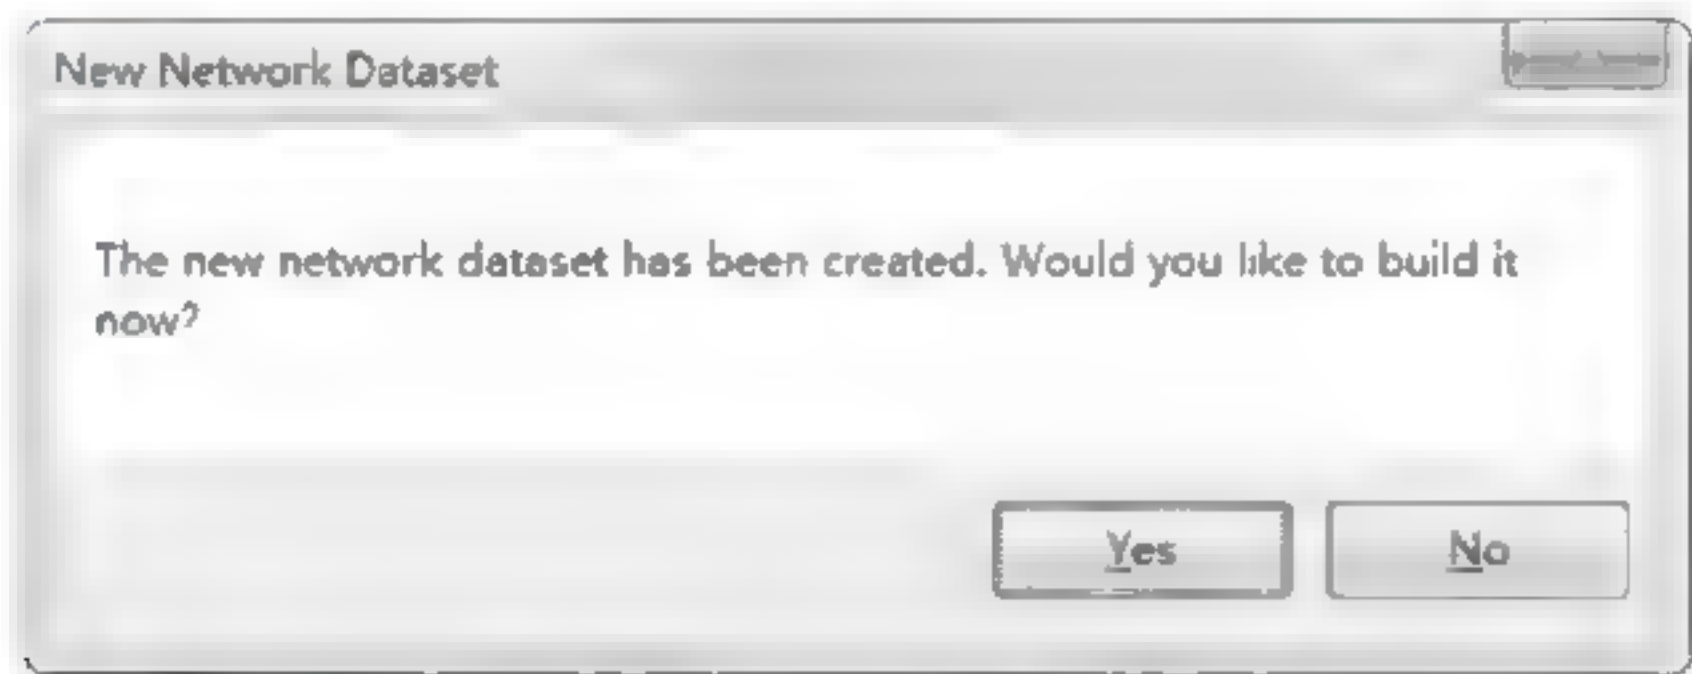 New Network Dataset
The new network dataset has been created. Would you like to build it
now?
Yes
No